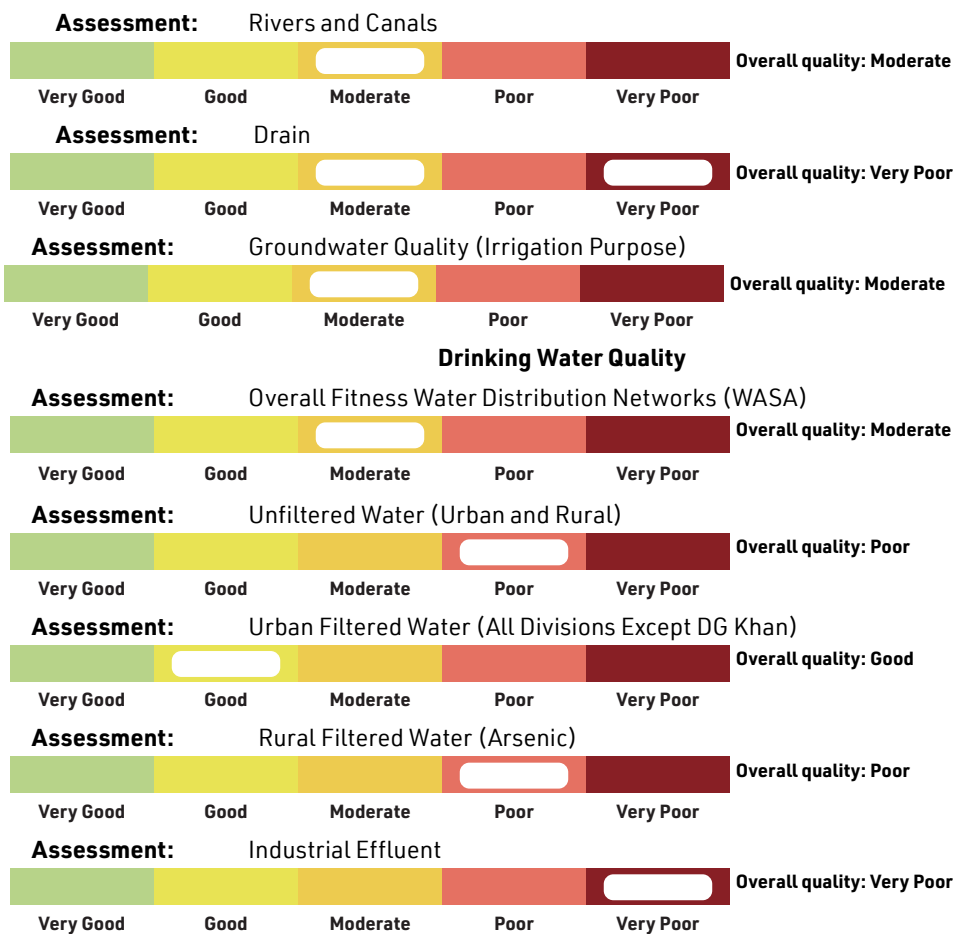 Assessment: Rivers and Canals
Overall quality: Moderate
Very Good Good Moderate Poor Very Poor
Assessment: Drain
Overall quality: Very Poor
Very Good Good Moderate Poor Very Poor
Assessment: Groundwater Quality (Irrigation Purpose)
Overall quality: Moderate
Very Good Good Moderate Poor Very Poor
Drinking Water Quality
Assessment: Overall Fitness Water Distribution Networks (WASA)
Overall quality: Moderate
Very Good Good Moderate Poor Very Poor
Assessment: Unfiltered Water (Urban and Rural)
Overall quality: Poor
Very Good Good Moderate Poor Very Poor
Assessment: Urban Filtered Water (All Divisions Except DG Khan)
Overall quality: Good
Very Good Good Moderate Poor Very Poor
Assessment: Rural Filtered Water (Arsenic)
Overall quality: Poor
Very Good Good Moderate Poor Very Poor
Assessment: Industrial Effluent
Overall quality: Very Poor
Very Good Good Moderate Poor Very Poor